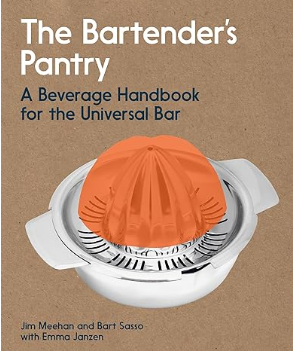 The Bartender's
Pantry
A Beverage Handbook
for the Universal Bar
Jim Meehan and Bart Sasso
with Emma Janzen